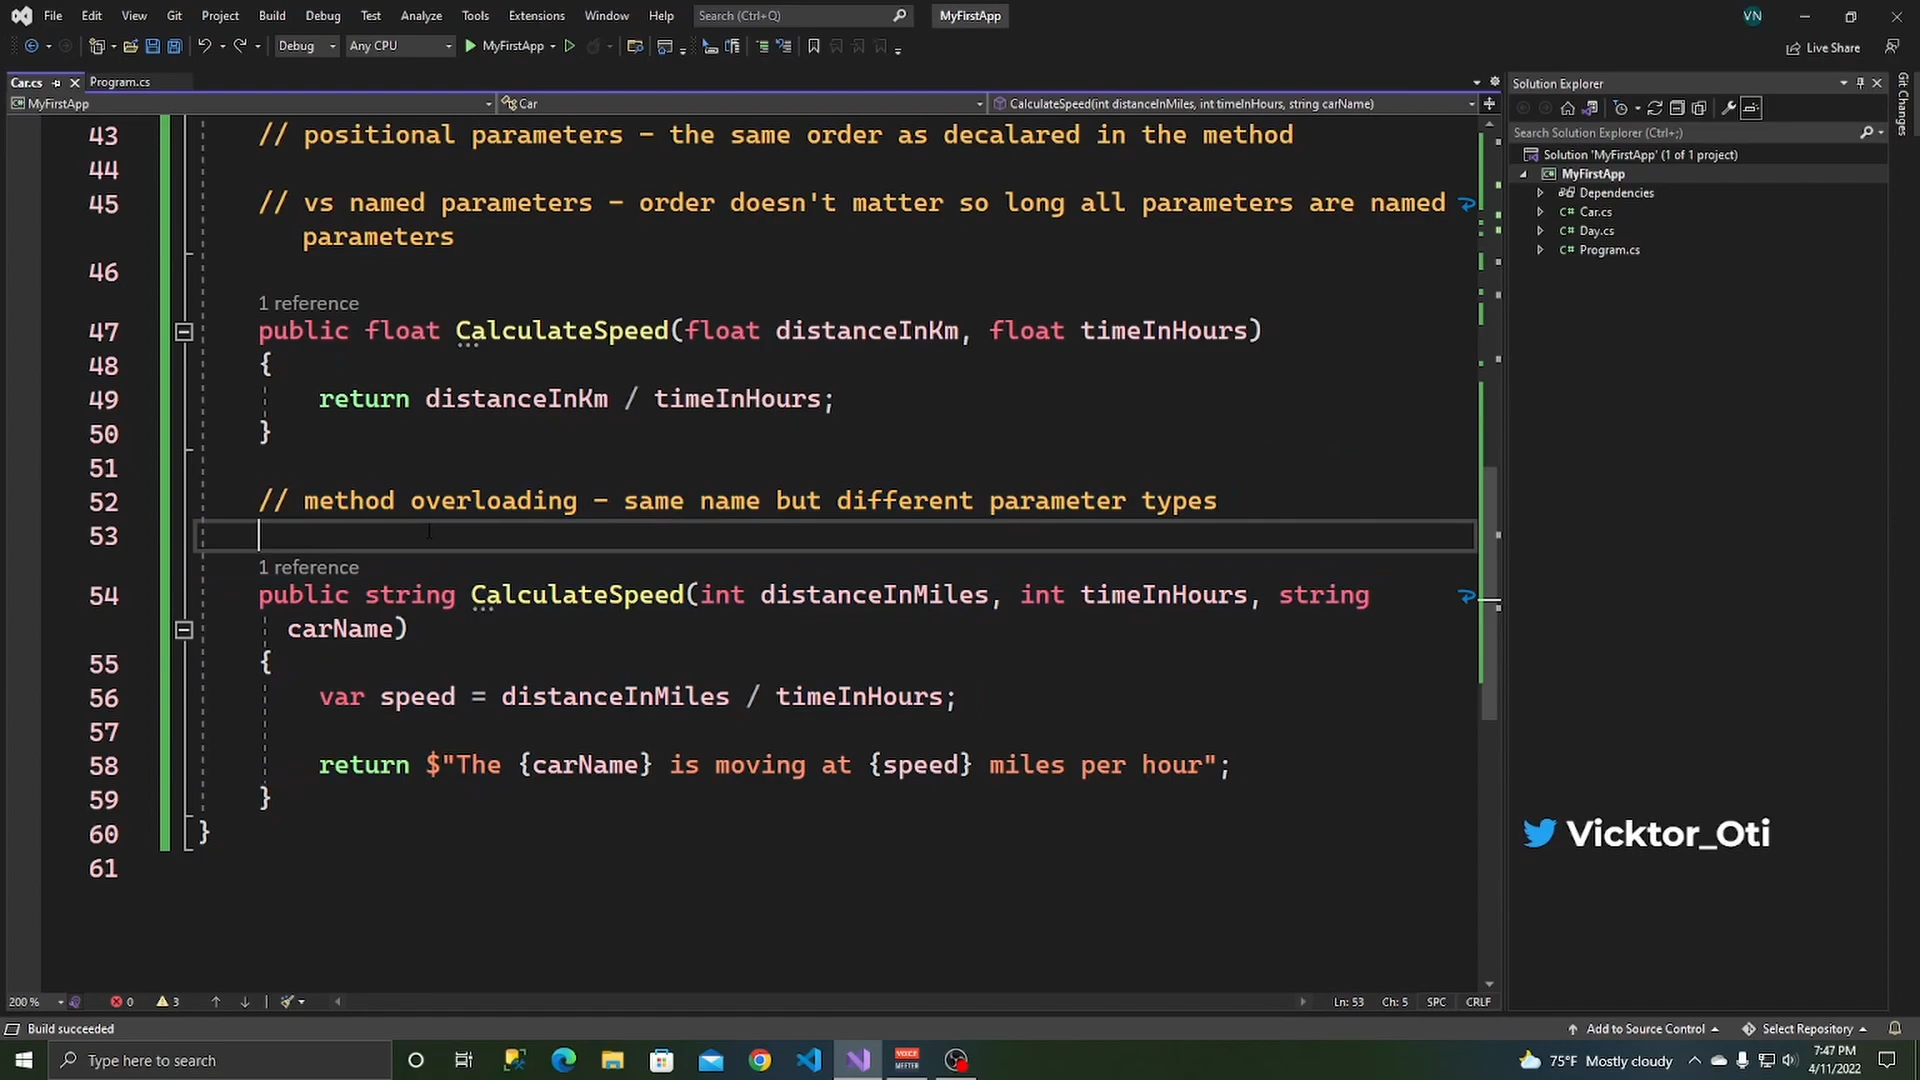 File Edit View Git Project Build Debug Test Analyze Tools Extensions Window Help Search (Ctrl+Q) MyFirstApp VN
Debug Any CPU MyFirstApp Live Share
Car.cs Program.cs
MyFirstApp Car CalculateSpeed(int distanceInMiles, int timeInHours, string carName)
43 // positional parameters - the same order as decalared in the method
44
45 // vs named parameters - order doesn't matter so long all parameters are named
parameters
46
1 reference
47 public float CalculateSpeed(float distanceInKm, float timeInHours)
48 {
49 return distanceInKm / timeInHours;
50 }
51
52 // method overloading - same name but different parameter types
53
1 reference
54 public string CalculateSpeed(int distanceInMiles, int timeInHours, string
carName)
55 {
56 var speed = distanceInMiles / timeInHours;
57
58 return $"The {carName} is moving at {speed} miles per hour";
59 }
60 }
61
Solution Explorer
Search Solution Explorer (Ctrl+;)
Solution 'MyFirstApp' (1 of 1 project)
MyFirstApp
Dependencies
C# Car.cs
C# Day.cs
C# Program.cs
Git Changes
Vicktor_Oti
200 % 0 3 Ln: 53 Ch: 5 SPC CRLF
Build succeeded Add to Source Control Select Repository
Type here to search VOICE MEETER 75°F Mostly cloudy 7:47 PM
4/11/2022